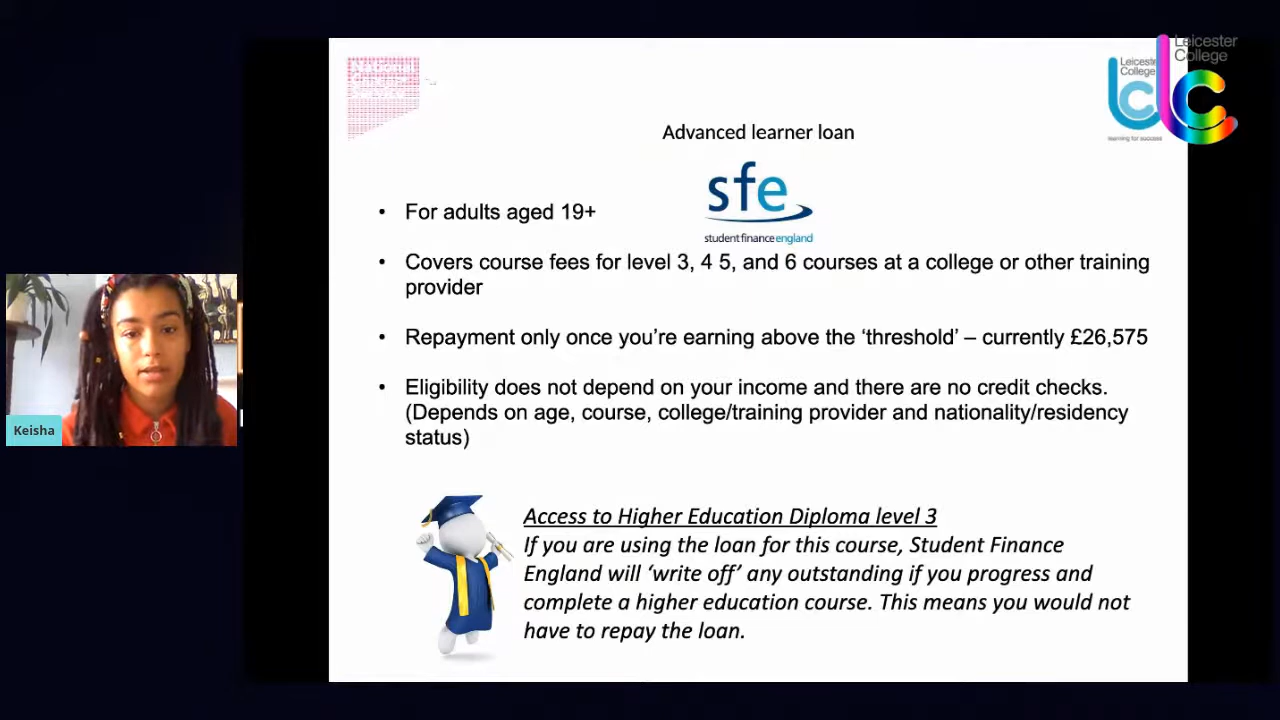 Leicester
College
Leicester
College
LC
learning for success
Advanced learner loan
sfe
student finance england
• For adults aged 19+
• Covers course fees for level 3, 4 5, and 6 courses at a college or other training
provider
• Repayment only once you’re earning above the ‘threshold’ – currently £26,575
• Eligibility does not depend on your income and there are no credit checks.
(Depends on age, course, college/training provider and nationality/residency
status)
Keisha
Access to Higher Education Diploma level 3
If you are using the loan for this course, Student Finance
England will ‘write off’ any outstanding if you progress and
complete a higher education course. This means you would not
have to repay the loan.